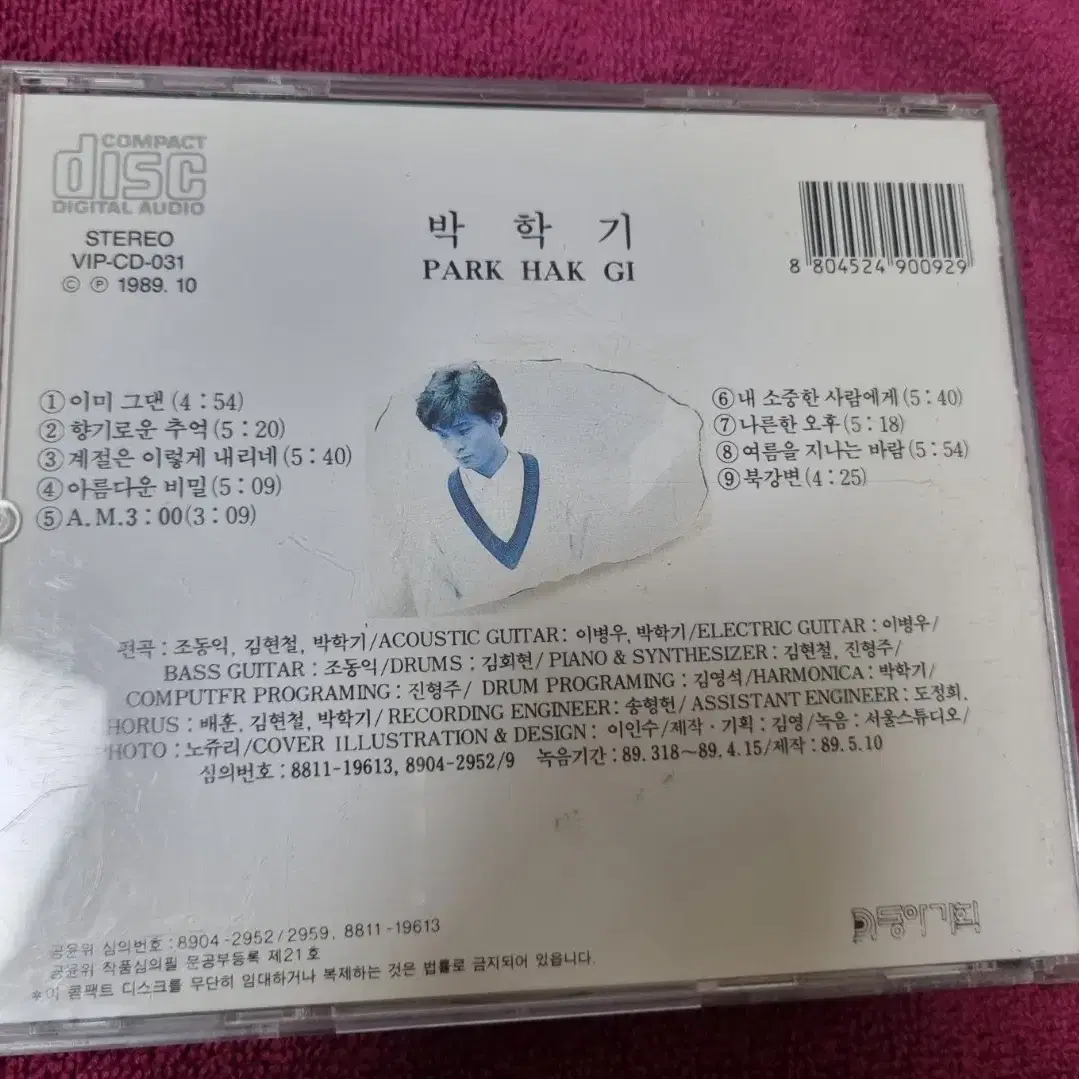 COMPACT
disc
DIGITAL AUDIO
STEREO
VIP-CD-031
Ⓒ Ⓟ 1989. 10
박 학 기
PARK HAK GI
8 804524 900929
①이미 그댄(4 : 54)
②향기로운 추억(5 : 20)
③계절은 이렇게 내리네(5 : 40)
④아름다운 비밀(5 : 09)
⑤A. M. 3 : 00(3 : 09)
⑥내 소중한 사람에게(5 : 40)
⑦나른한 오후(5 : 18)
⑧여름을 지나는 바람(5 : 54)
⑨북강변(4 : 25)
편곡 : 조동익, 김현철, 박학기/ACOUSTIC GUITAR : 이병우, 박학기/ELECTRIC GUITAR : 이병우/
BASS GUITAR : 조동익/DRUMS : 김희현/ PIANO & SYNTHESIZER : 김현철, 진형주/
COMPUTFR PROGRAMING : 진형주/ DRUM PROGRAMING : 김영석/HARMONICA : 박학기/
HORUS : 배훈, 김현철, 박학기/RECORDING ENGINEER : 송형헌/ASSISTANT ENGINEER : 도정회.
HOTO : 노쥬리/COVER ILLUSTRATION & DESIGN : 이인수/제작 · 기획 : 김영/녹음 : 서울스튜디오/
심의번호 : 8811-19613, 8904-2952/9 녹음기간 : 89. 318~89. 4. 15/제작 : 89. 5. 10
공윤위 심의번호 : 8904-2952/2959, 8811-19613
공윤위 작품심의필 문공부등록 제21호
*이 콤팩트 디스크를 무단히 임대하거나 복제하는 것은 법률로 금지되어 있읍니다.
동아기획